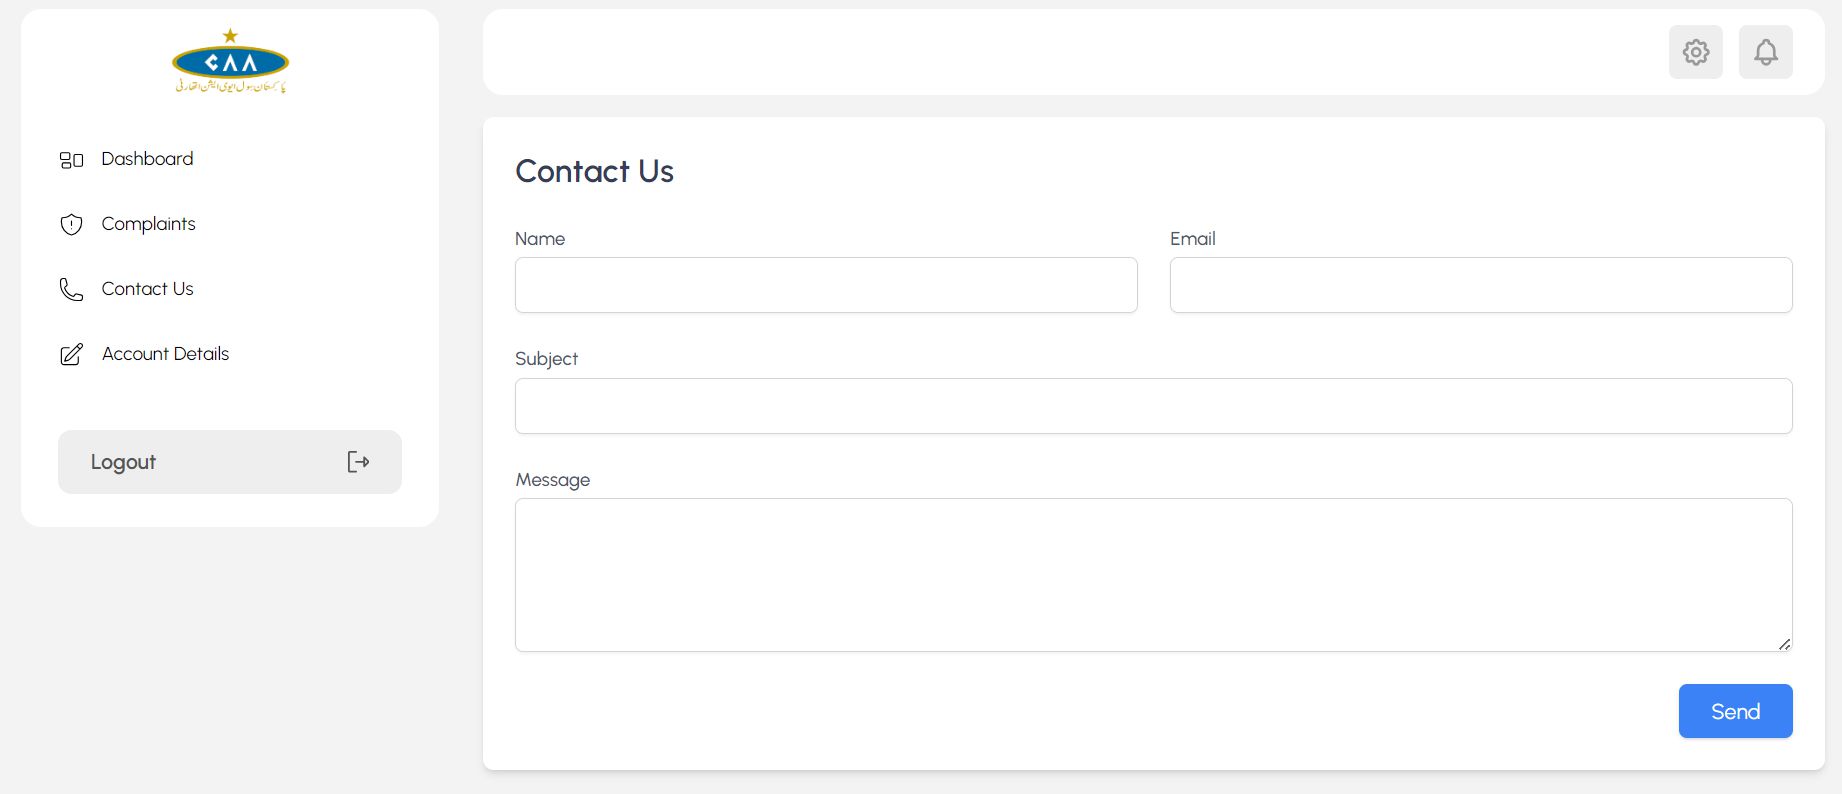 CAA
پاکستان سول ایوی ایشن اتھارٹی
Dashboard
Complaints
Contact Us
Account Details
Logout
Contact Us
Name
Email
Subject
Message
Send